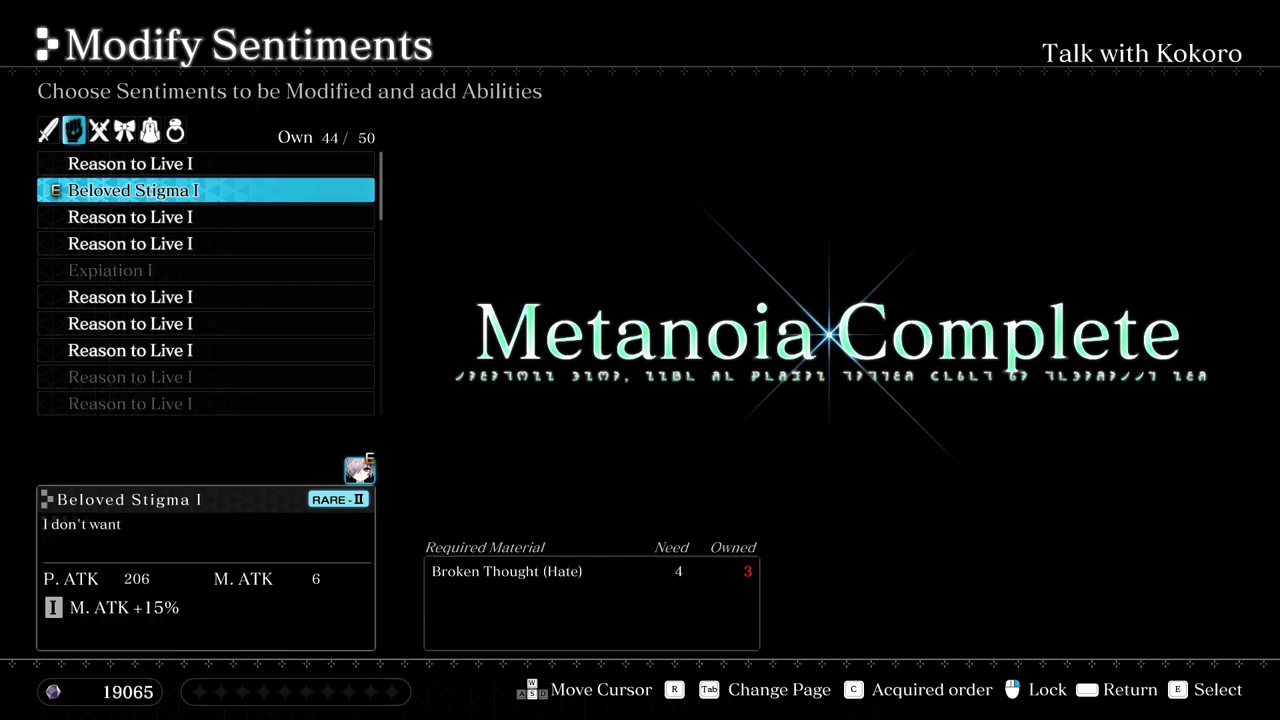 Modify Sentiments
Talk with Kokoro
Choose Sentiments to be Modified and add Abilities
Own 44 / 50
Reason to Live I
E Beloved Stigma I
Reason to Live I
Reason to Live I
Expiation I
Reason to Live I
Reason to Live I
Reason to Live I
Reason to Live I
Reason to Live I
Metanoia Complete
E
Beloved Stigma I RARE-II
I don't want
P. ATK 206 M. ATK 6
I M. ATK +15%
Required Material Need Owned
Broken Thought (Hate) 4 3
19065
W A S D Move Cursor R Tab Change Page C Acquired order Lock Return E Select